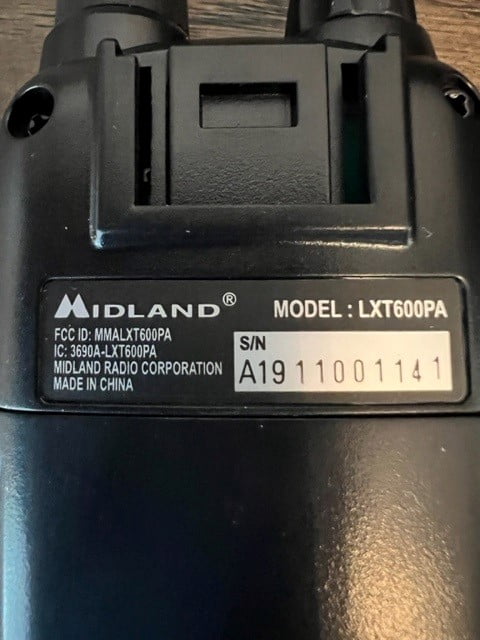 MIDLAND®
MODEL : LXT600PA
FCC ID: MMALXT600PA
IC: 3690A-LXT600PA
MIDLAND RADIO CORPORATION
MADE IN CHINA
S/N
A1911001141